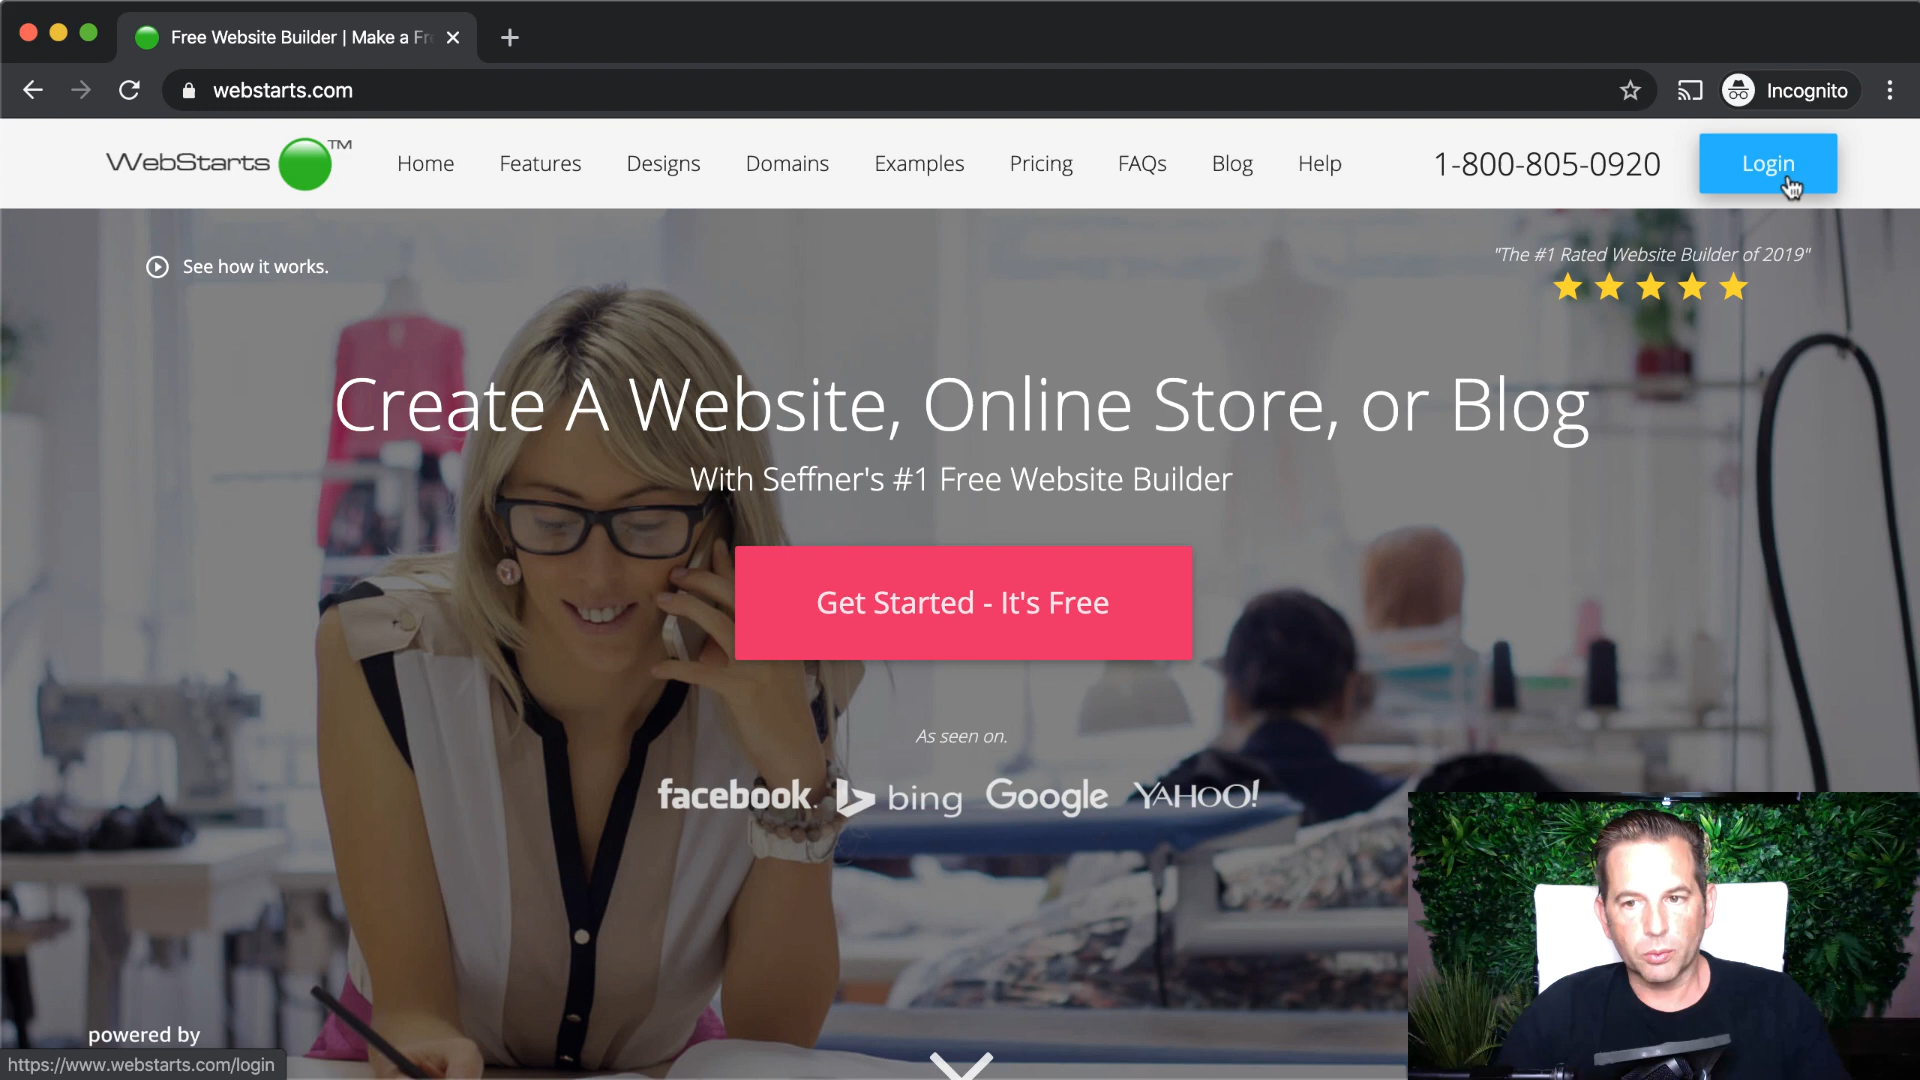 Free Website Builder | Make a Fr
webstarts.com
Incognito
WebStarts TM
Home
Features
Designs
Domains
Examples
Pricing
FAQs
Blog
Help
1-800-805-0920
Login
See how it works.
"The #1 Rated Website Builder of 2019"
Create A Website, Online Store, or Blog
With Seffner's #1 Free Website Builder
Get Started - It's Free
As seen on.
facebook.
bing
Google
YAHOO!
powered by
https://www.webstarts.com/login